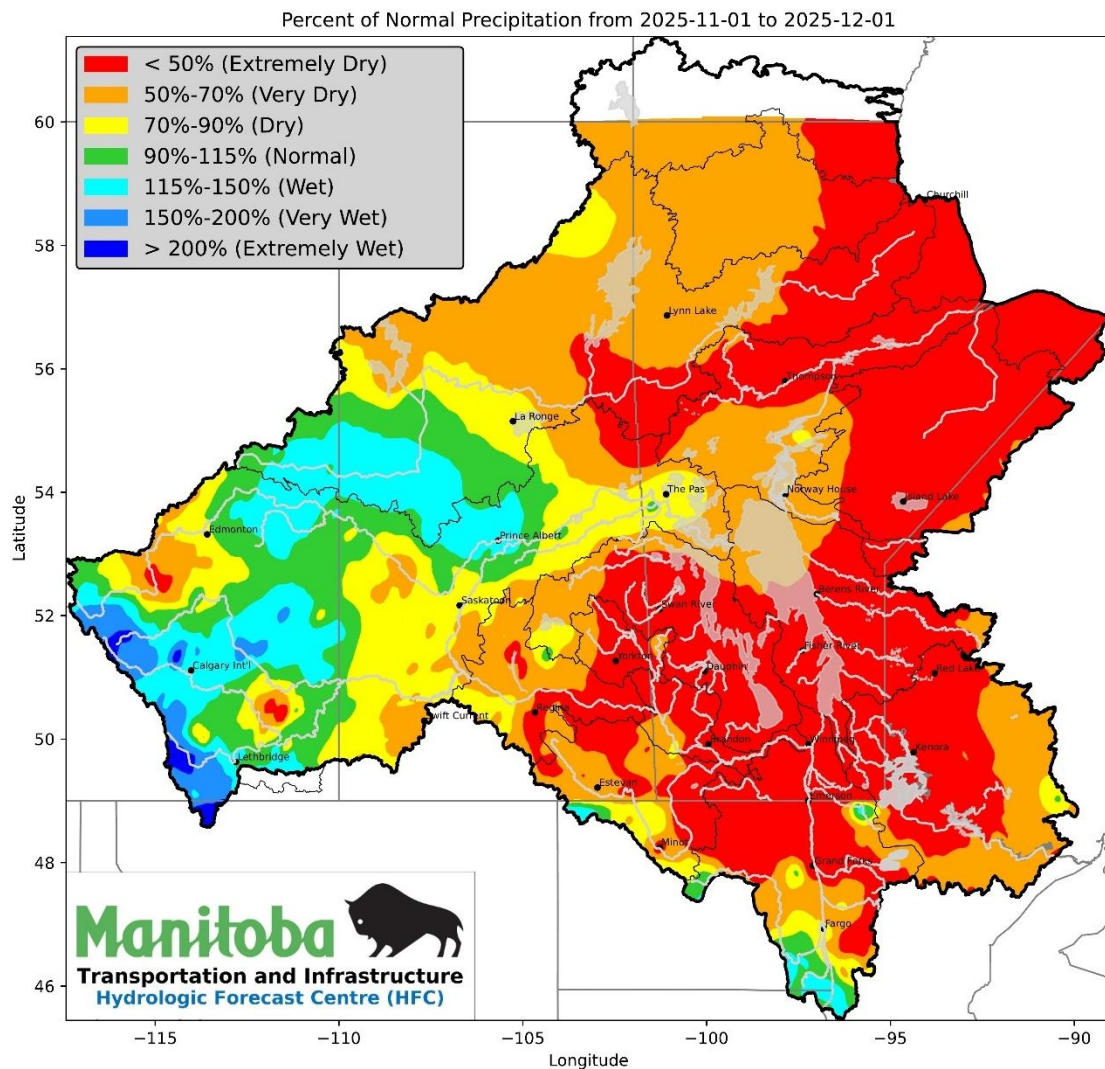 Percent of Normal Precipitation from 2025-11-01 to 2025-12-01
< 50% (Extremely Dry)
50%-70% (Very Dry)
70%-90% (Dry)
90%-115% (Normal)
115%-150% (Wet)
150%-200% (Very Wet)
> 200% (Extremely Wet)
60
58
56
54
52
50
48
46
Latitude
Churchill
Lynn Lake
Thompson
La Ronge
The Pas
Norway House
Island Lake
Edmonton
Prince Albert
Saskatoon
Berens River
Swan River
Fisher River
Calgary Int'l
Yorkton
Dauphin
Red Lake
Swift Current
Regina
Brandon
Winnipeg
Kenora
Lethbridge
Estevan
Emerson
Minot
Grand Forks
Fargo
Manitoba
Transportation and Infrastructure
Hydrologic Forecast Centre (HFC)
−115
−110
−105
−100
−95
−90
Longitude